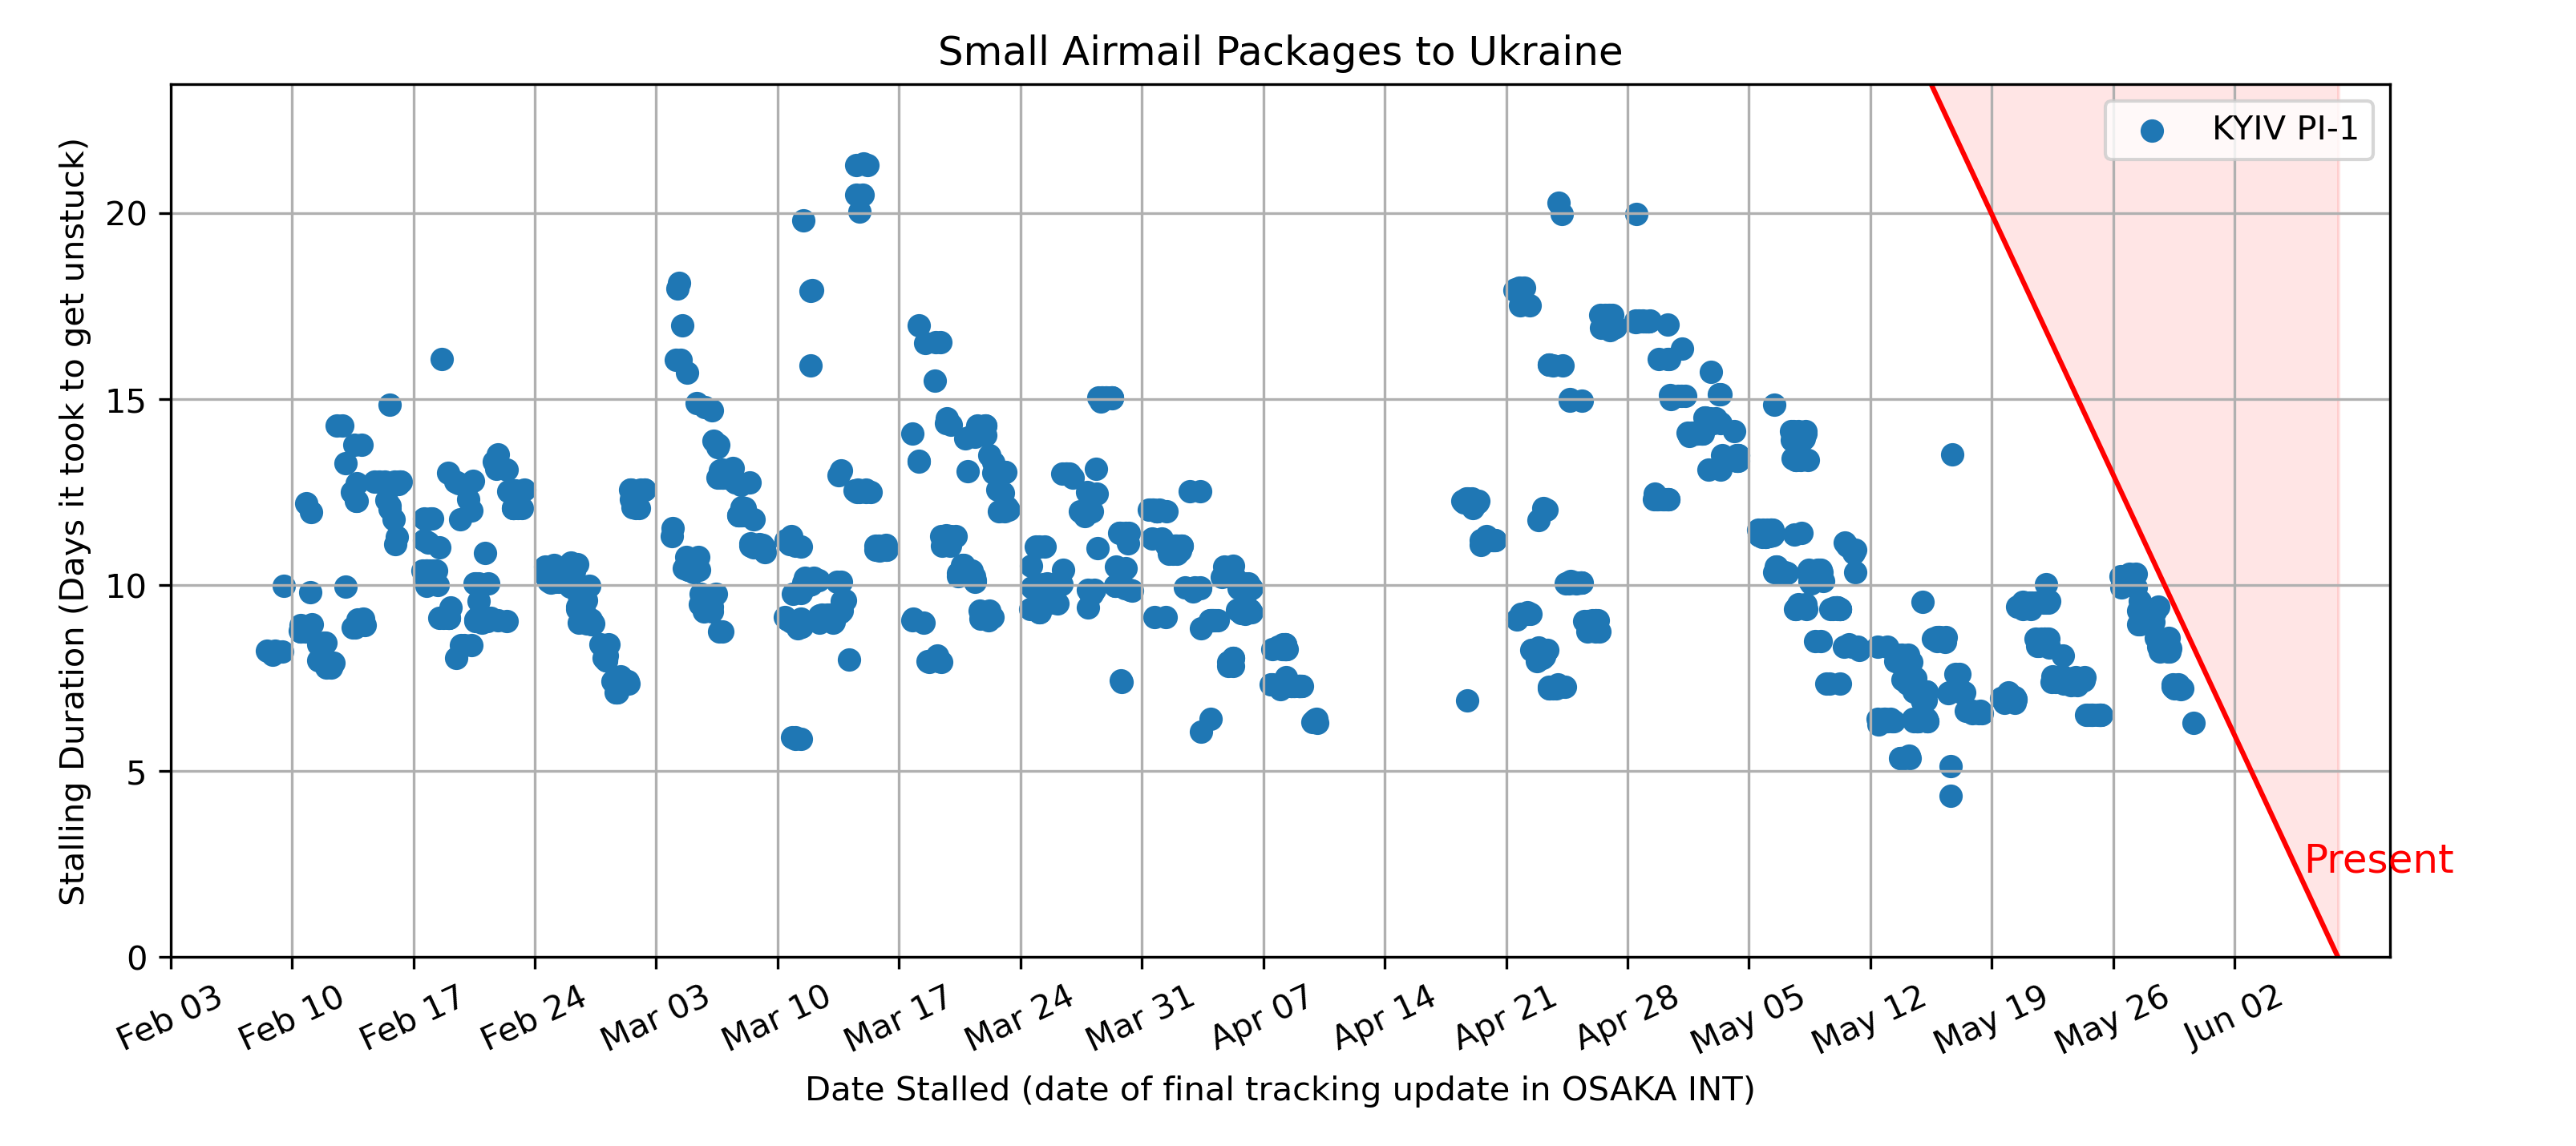 Small Airmail Packages to Ukraine
KYIV PI-1
Stalling Duration (Days it took to get unstuck)
20
15
10
5
0
Present
Feb 03
Feb 10
Feb 17
Feb 24
Mar 03
Mar 10
Mar 17
Mar 24
Mar 31
Apr 07
Apr 14
Apr 21
Apr 28
May 05
May 12
May 19
May 26
Jun 02
Date Stalled (date of final tracking update in OSAKA INT)